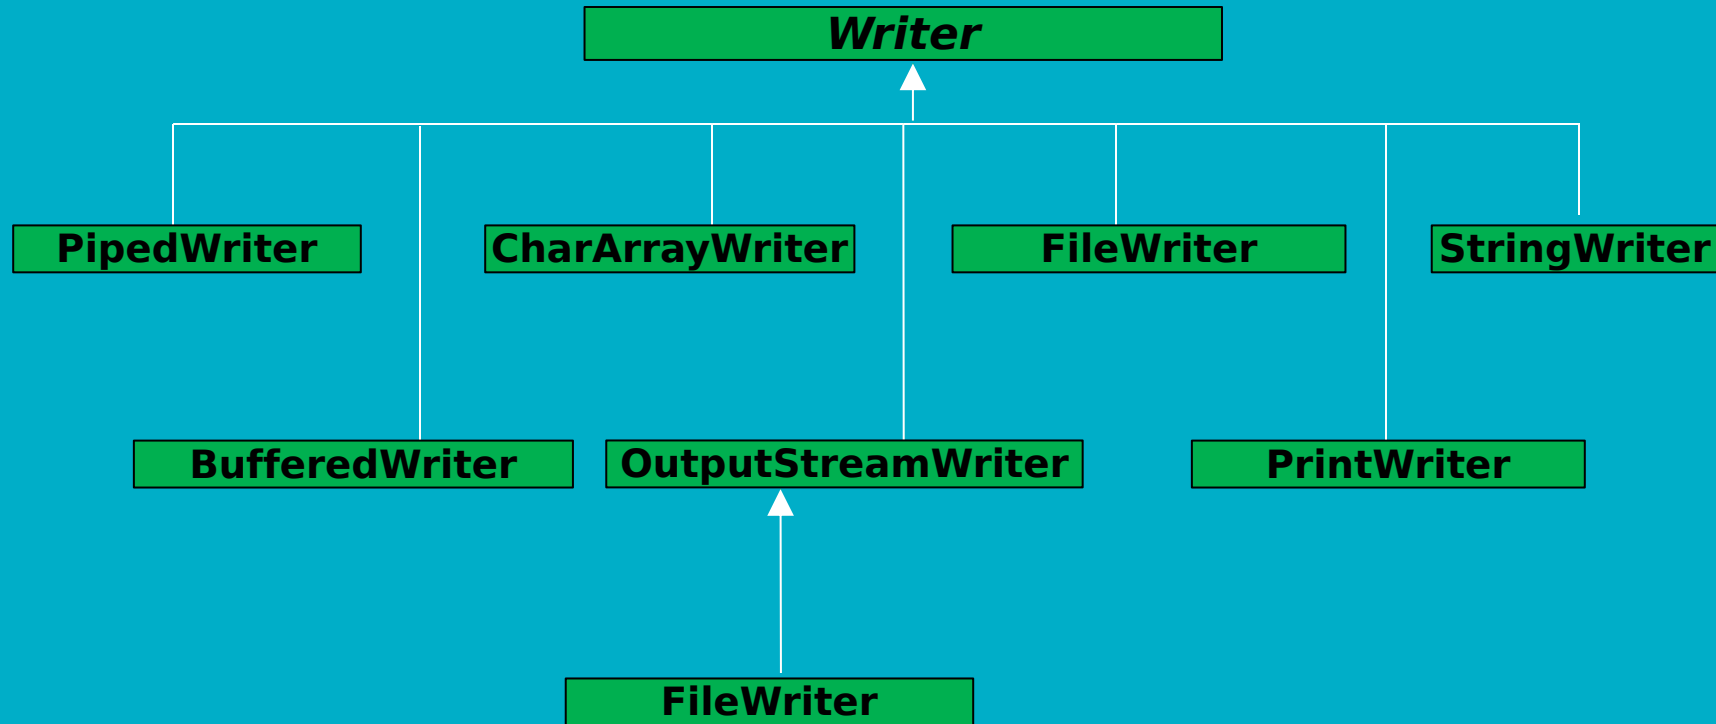 Writer
PipedWriter
CharArrayWriter
FileWriter
StringWriter
BufferedWriter
OutputStreamWriter
PrintWriter
FileWriter